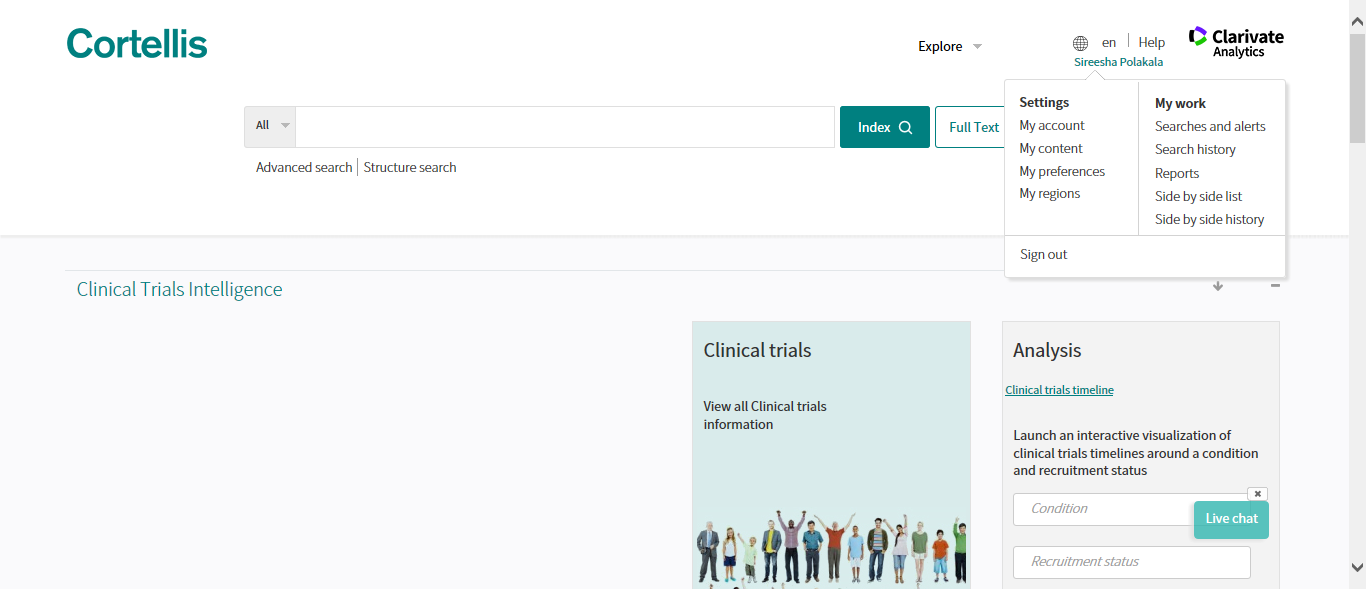 Cortellis
Explore
en
Help
Clarivate
Analytics
Sireesha Polakala
All
Index
Full Text
Advanced search
Structure search
Settings
My account
My content
My preferences
My regions
My work
Searches and alerts
Search history
Reports
Side by side list
Side by side history
Sign out
Clinical Trials Intelligence
Clinical trials
View all Clinical trials
information
Analysis
Clinical trials timeline
Launch an interactive visualization of
clinical trials timelines around a condition
and recruitment status
Condition
Live chat
Recruitment status